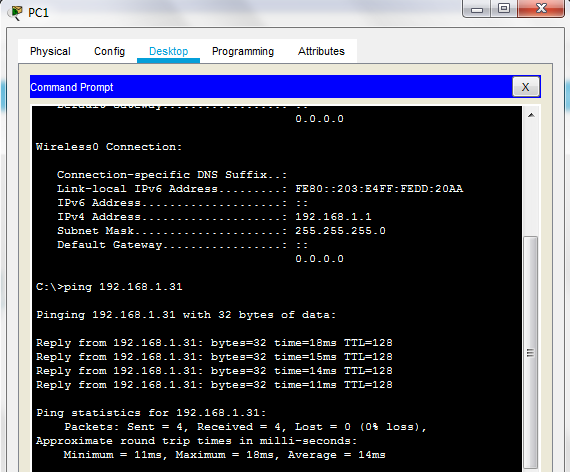 PC1
Physical Config Desktop Programming Attributes
Command Prompt X
Default Gateway..................: ::
0.0.0.0
Wireless0 Connection:
Connection-specific DNS Suffix..:
Link-local IPv6 Address.........: FE80::203:E4FF:FEDD:20AA
IPv6 Address....................: ::
IPv4 Address....................: 192.168.1.1
Subnet Mask.....................: 255.255.255.0
Default Gateway.................: ::
0.0.0.0
C:\>ping 192.168.1.31
Pinging 192.168.1.31 with 32 bytes of data:
Reply from 192.168.1.31: bytes=32 time=18ms TTL=128
Reply from 192.168.1.31: bytes=32 time=15ms TTL=128
Reply from 192.168.1.31: bytes=32 time=14ms TTL=128
Reply from 192.168.1.31: bytes=32 time=11ms TTL=128
Ping statistics for 192.168.1.31:
Packets: Sent = 4, Received = 4, Lost = 0 (0% loss),
Approximate round trip times in milli-seconds:
Minimum = 11ms, Maximum = 18ms, Average = 14ms